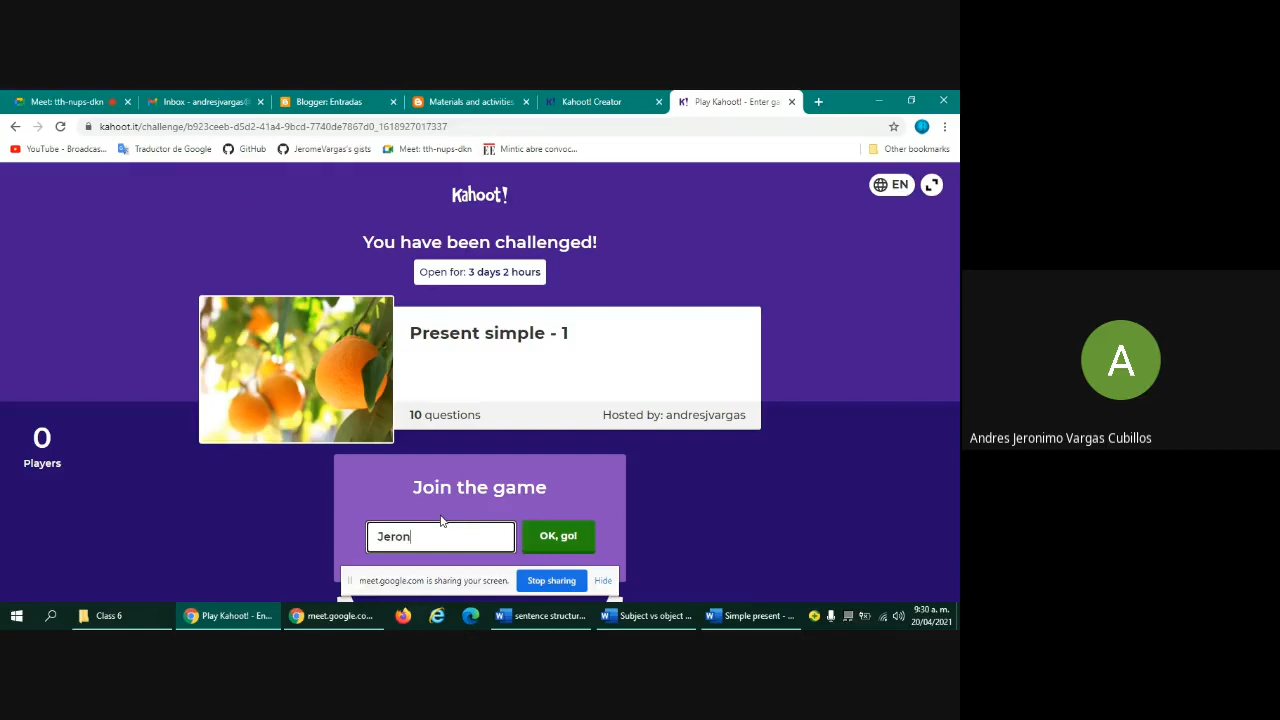 Meet: tth-nups-dkn
Inbox - andresjvargas@
Blogger: Entradas
Materials and activities
Kahoot! Creator
K! Play Kahoot! - Enter ga
kahoot.it/challenge/b923ceeb-d5d2-41a4-9bcd-7740de7867d0_1618927017337
YouTube - Broadcas...
Traductor de Google
GitHub
JeromeVargas's gists
Meet: tth-nups-dkn
EE Mintic abre convoc...
Other bookmarks
EN
Kahoot!
You have been challenged!
Open for: 3 days 2 hours
Present simple - 1
10 questions
Hosted by: andresjvargas
0
Players
Join the game
Jeron
OK, go!
meet.google.com is sharing your screen.
Stop sharing
Hide
A
Andres Jeronimo Vargas Cubillos
Class 6
Play Kahoot! - En...
meet.google.co...
sentence structur...
Subject vs object ...
Simple present - ...
9:30 a. m.
20/04/2021